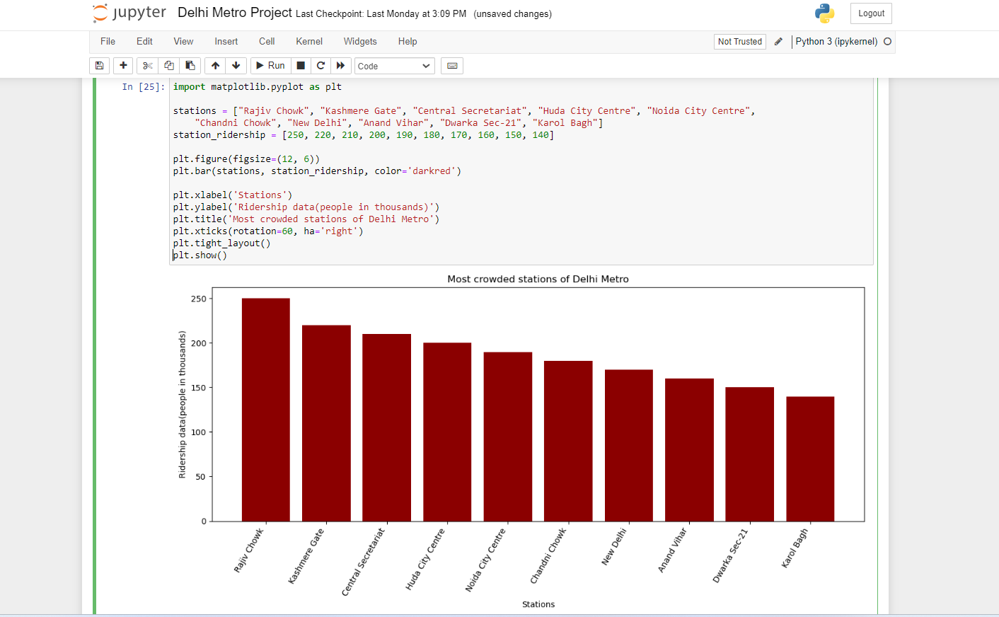 jupyter Delhi Metro Project Last Checkpoint: Last Monday at 3:09 PM (unsaved changes) Logout
File Edit View Insert Cell Kernel Widgets Help Not Trusted Python 3 (ipykernel)
Run Code
In [25]: import matplotlib.pyplot as plt
stations = ["Rajiv Chowk", "Kashmere Gate", "Central Secretariat", "Huda City Centre", "Noida City Centre",
"Chandni Chowk", "New Delhi", "Anand Vihar", "Dwarka Sec-21", "Karol Bagh"]
station_ridership = [250, 220, 210, 200, 190, 180, 170, 160, 150, 140]
plt.figure(figsize=(12, 6))
plt.bar(stations, station_ridership, color='darkred')
plt.xlabel('Stations')
plt.ylabel('Ridership data(people in thousands)')
plt.title('Most crowded stations of Delhi Metro')
plt.xticks(rotation=60, ha='right')
plt.tight_layout()
plt.show()
Most crowded stations of Delhi Metro
Ridership data(people in thousands)
250
200
150
100
50
0
Rajiv Chowk
Kashmere Gate
Central Secretariat
Huda City Centre
Noida City Centre
Chandni Chowk
New Delhi
Anand Vihar
Dwarka Sec-21
Karol Bagh
Stations